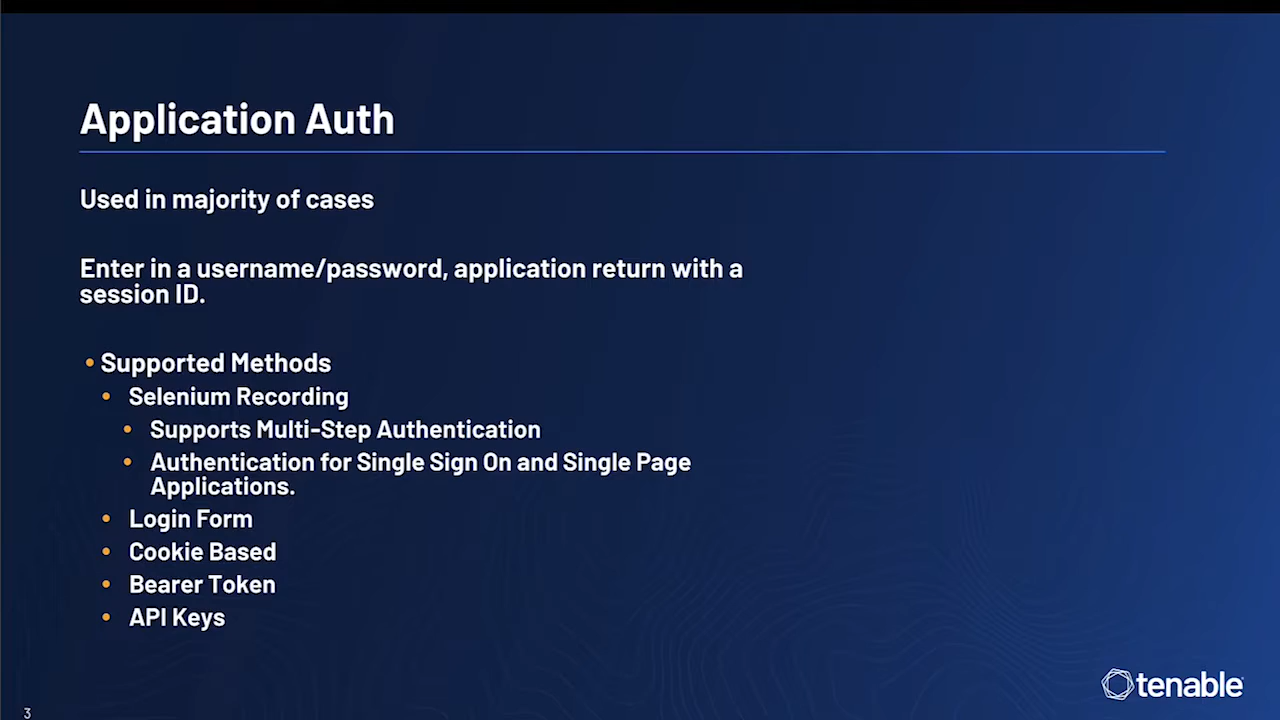 Application Auth
Used in majority of cases
Enter in a username/password, application return with a
session ID.
• Supported Methods
• Selenium Recording
• Supports Multi-Step Authentication
• Authentication for Single Sign On and Single Page
Applications.
• Login Form
• Cookie Based
• Bearer Token
• API Keys
tenable
3